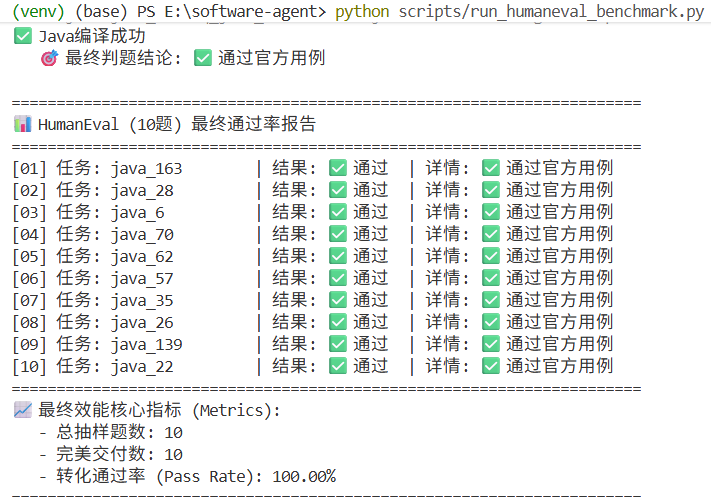 (venv) (base) PS E:\software-agent> python scripts/run_humaneval_benchmark.py
✅ Java编译成功
🎯 最终判题结论: ✅ 通过官方用例
======================================================================
📊 HumanEval (10题) 最终通过率报告
======================================================================
[01] 任务: java_163 | 结果: ✅ 通过 | 详情: ✅ 通过官方用例
[02] 任务: java_28 | 结果: ✅ 通过 | 详情: ✅ 通过官方用例
[03] 任务: java_6 | 结果: ✅ 通过 | 详情: ✅ 通过官方用例
[04] 任务: java_70 | 结果: ✅ 通过 | 详情: ✅ 通过官方用例
[05] 任务: java_62 | 结果: ✅ 通过 | 详情: ✅ 通过官方用例
[06] 任务: java_57 | 结果: ✅ 通过 | 详情: ✅ 通过官方用例
[07] 任务: java_35 | 结果: ✅ 通过 | 详情: ✅ 通过官方用例
[08] 任务: java_26 | 结果: ✅ 通过 | 详情: ✅ 通过官方用例
[09] 任务: java_139 | 结果: ✅ 通过 | 详情: ✅ 通过官方用例
[10] 任务: java_22 | 结果: ✅ 通过 | 详情: ✅ 通过官方用例
======================================================================
📈 最终效能核心指标 (Metrics):
- 总抽样题数: 10
- 完美交付数: 10
- 转化通过率 (Pass Rate): 100.00%
======================================================================